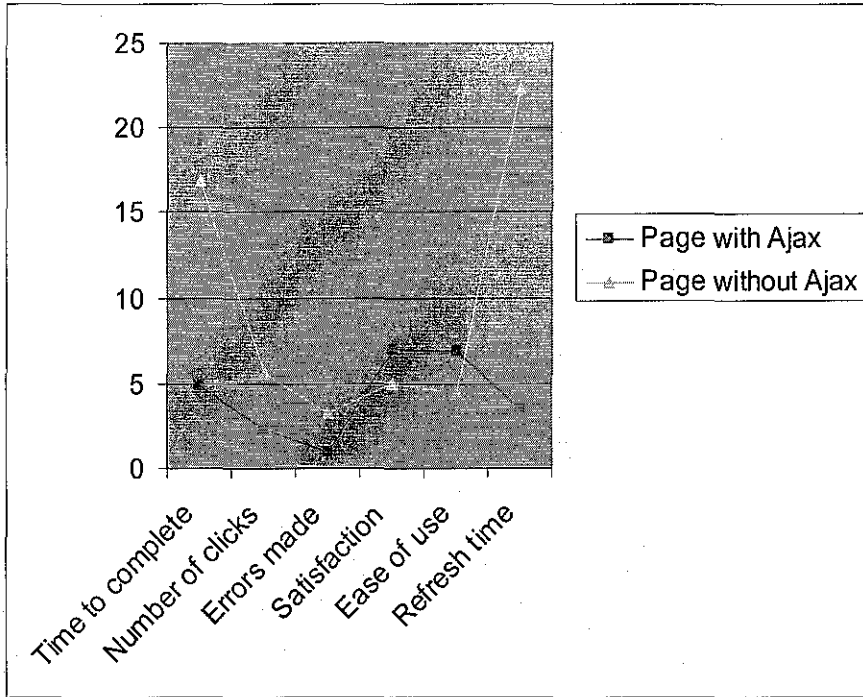 25
20
15
10
5
0
Time to complete
Number of clicks
Errors made
Satisfaction
Ease of use
Refresh time
Page with Ajax
Page without Ajax